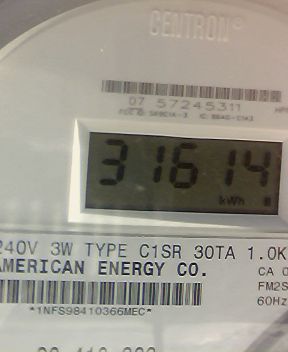 CENTRON®
07 57245311
31614
kWh
240V 3W TYPE C1SR 30TA 1.0K
AMERICAN ENERGY CO.
CA 0
FM2S
*1NFS98410366MEC*
60Hz